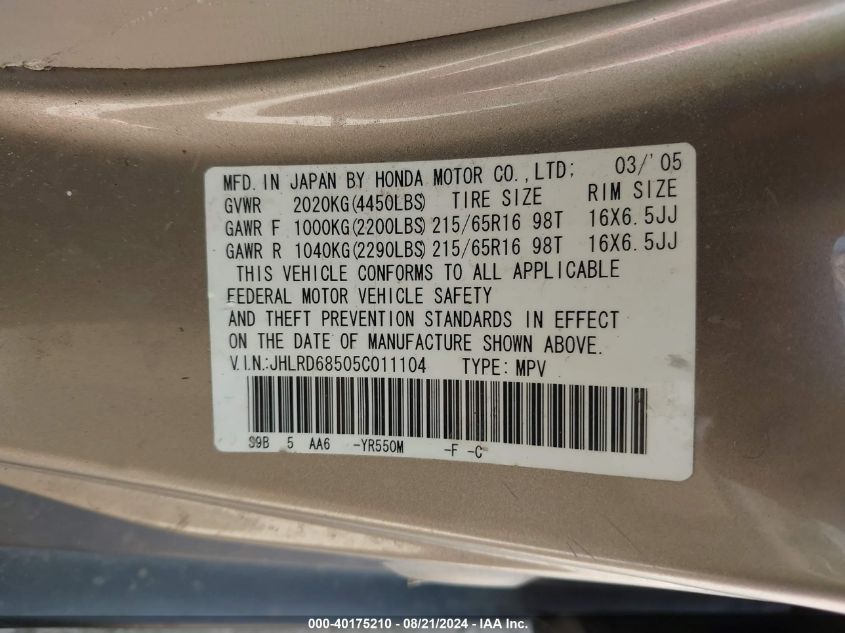 MFD. IN JAPAN BY HONDA MOTOR CO.,LTD; 03/'05
GVWR 2020KG(4450LBS) TIRE SIZE RIM SIZE
GAWR F 1000KG(2200LBS) 215/65R16 98T 16X6.5JJ
GAWR R 1040KG(2290LBS) 215/65R16 98T 16X6.5JJ
THIS VEHICLE CONFORMS TO ALL APPLICABLE
FEDERAL MOTOR VEHICLE SAFETY
AND THEFT PREVENTION STANDARDS IN EFFECT
ON THE DATE OF MANUFACTURE SHOWN ABOVE.
V.I.N:JHLRD68505C011104 TYPE: MPV
S9B 5 AA6 -YR550M -F -C
000-40175210 - 08/21/2024 - IAA Inc.